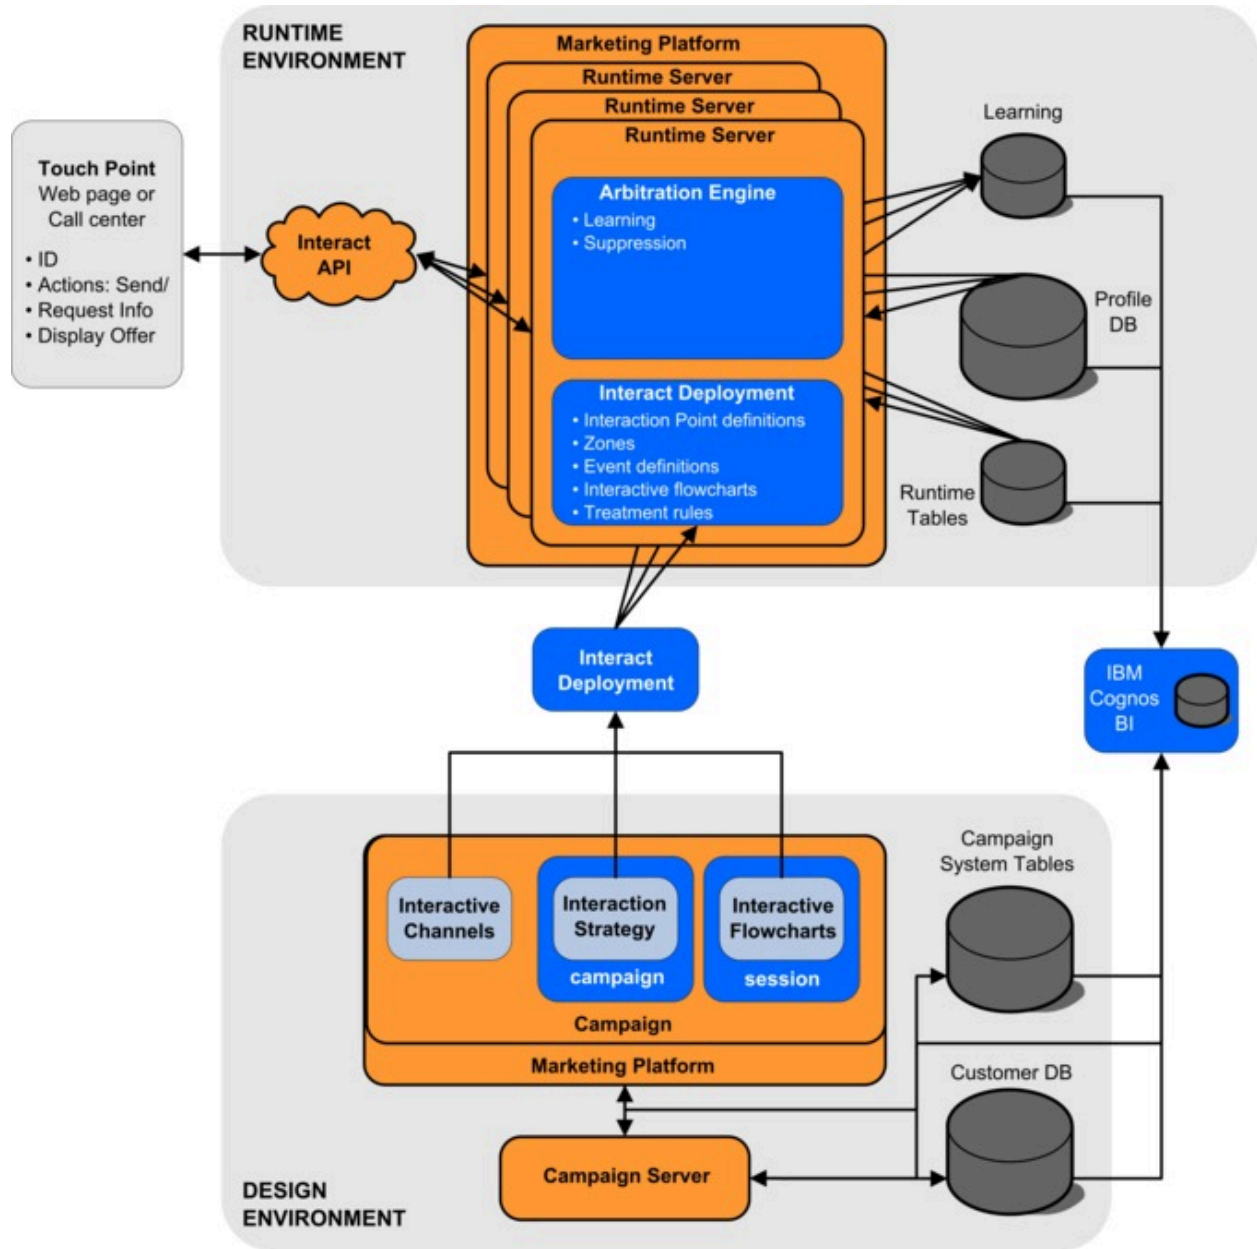 RUNTIME
ENVIRONMENT
Marketing Platform
Runtime Server
Runtime Server
Runtime Server
Touch Point
Web page or
Call center
• ID
• Actions: Send/
• Request Info
• Display Offer
Interact
API
Arbitration Engine
• Learning
• Suppression
Interact Deployment
• Interaction Point definitions
• Zones
• Event definitions
• Interactive flowcharts
• Treatment rules
Learning
Profile
DB
Runtime
Tables
Interact
Deployment
IBM
Cognos
BI
Interactive
Channels
Interaction
Strategy
campaign
Interactive
Flowcharts
session
Campaign
Marketing Platform
Campaign
System Tables
Customer DB
Campaign Server
DESIGN
ENVIRONMENT